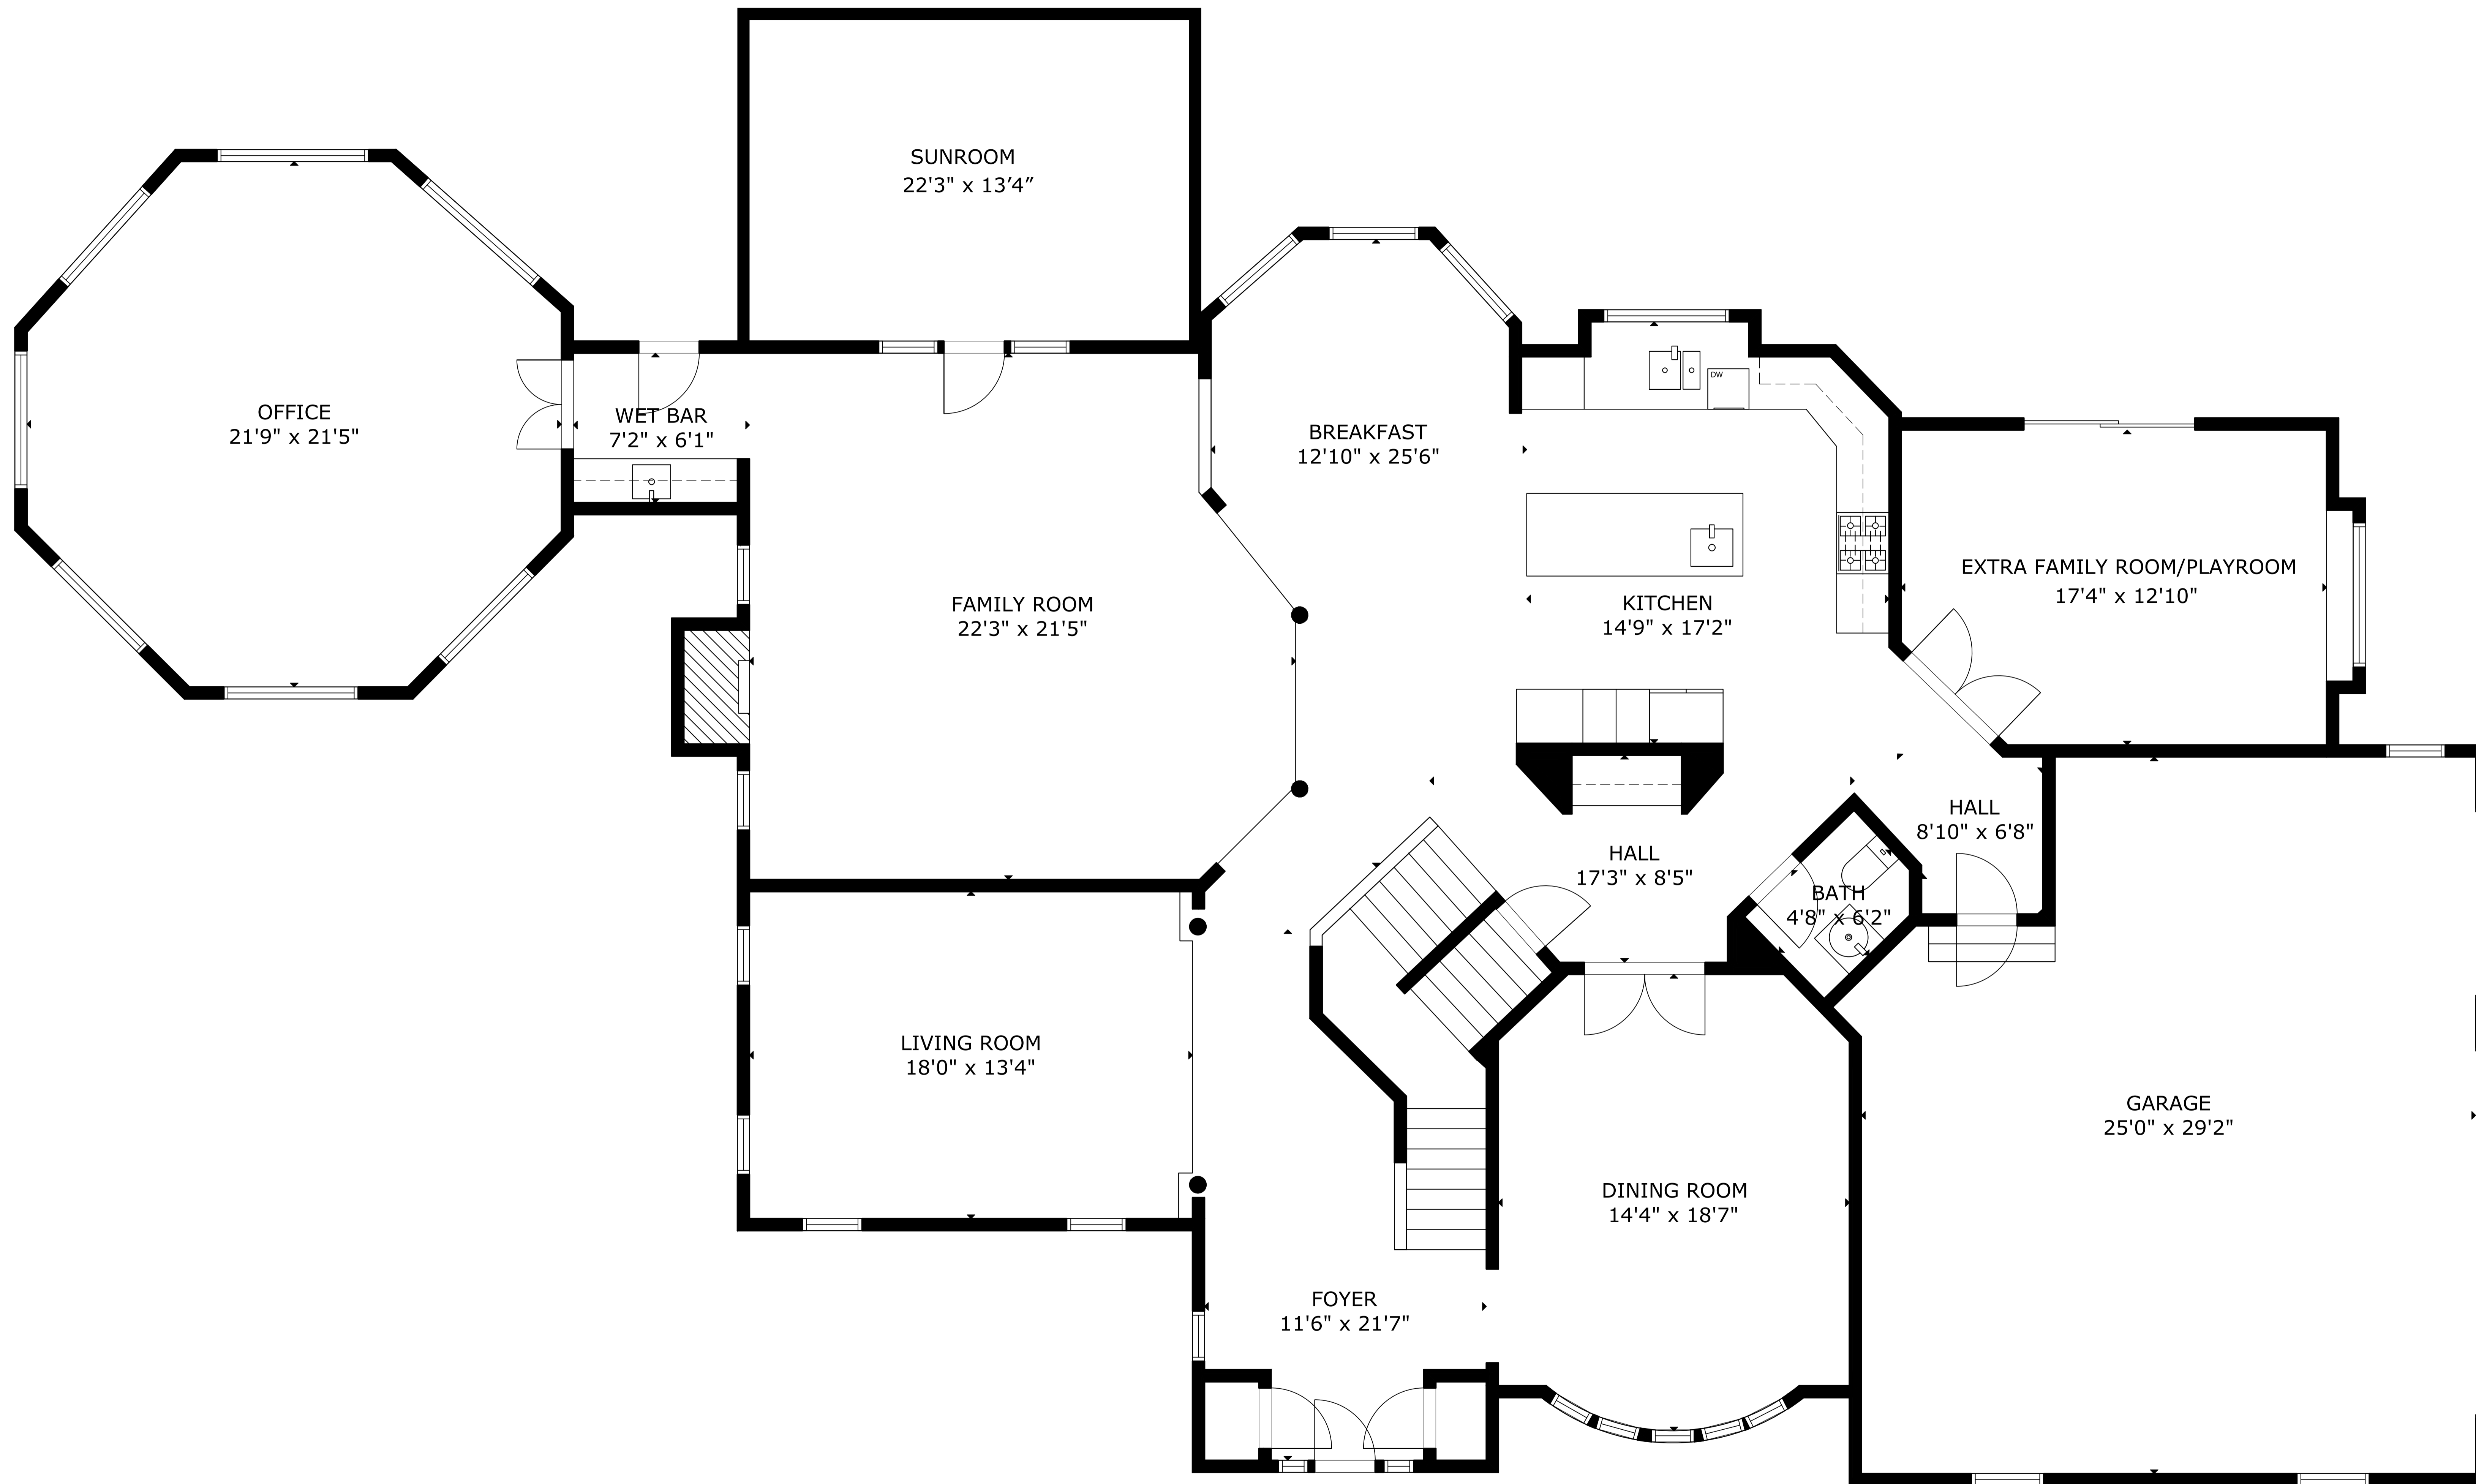 SUNROOM
22'3" x 13’4”
OFFICE
21'9" x 21'5"
WET BAR
7'2" x 6'1"
BREAKFAST
12'10" x 25'6"
DW
EXTRA FAMILY ROOM/PLAYROOM
17'4" x 12'10"
FAMILY ROOM
22'3" x 21'5"
KITCHEN
14'9" x 17'2"
HALL
8'10" x 6'8"
HALL
17'3" x 8'5"
BATH
4'8" x 6'2"
LIVING ROOM
18'0" x 13'4"
GARAGE
25'0" x 29'2"
DINING ROOM
14'4" x 18'7"
FOYER
11'6" x 21'7"